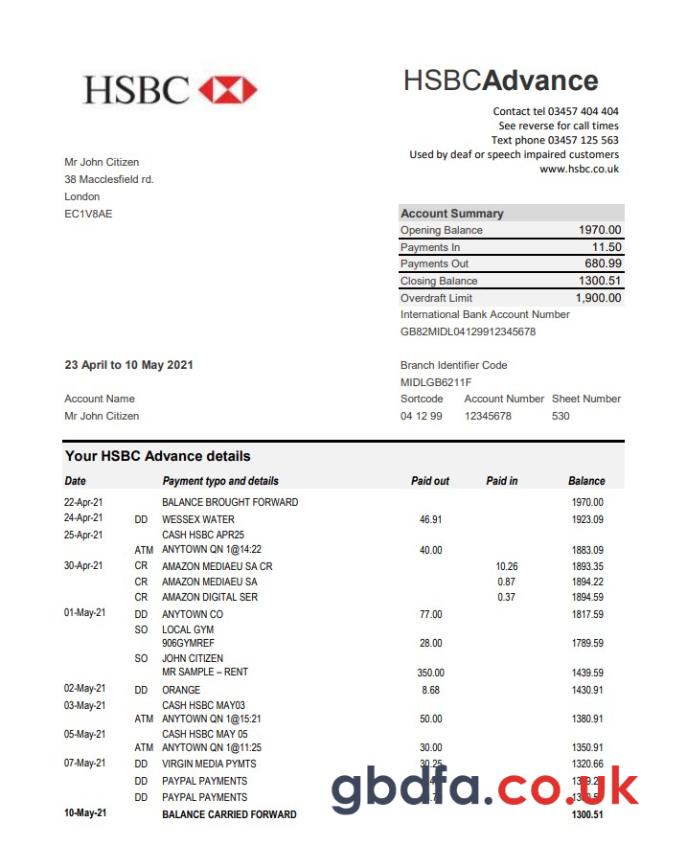 HSBC
HSBCAdvance
Contact tel 03457 404 404
See reverse for call times
Text phone 03457 125 563
Used by deaf or speech impaired customers
www.hsbc.co.uk
Mr John Citizen
38 Macclesfield rd.
London
EC1V8AE
Account Summary
Opening Balance 1970.00
Payments In 11.50
Payments Out 680.99
Closing Balance 1300.51
Overdraft Limit 1,900.00
International Bank Account Number
GB82MIDL04129912345678
23 April to 10 May 2021
Branch Identifier Code
MIDLGB6211F
Account Name
Mr John Citizen
Sortcode Account Number Sheet Number
04 12 99 12345678 530
Your HSBC Advance details
Date Payment typo and details Paid out Paid in Balance
22-Apr-21 BALANCE BROUGHT FORWARD 1970.00
24-Apr-21 DD WESSEX WATER 46.91 1923.09
25-Apr-21 CASH HSBC APR25
ATM ANYTOWN QN 1@14:22 40.00 1883.09
30-Apr-21 CR AMAZON MEDIAEU SA CR 10.26 1893.35
CR AMAZON MEDIAEU SA 0.87 1894.22
CR AMAZON DIGITAL SER 0.37 1894.59
01-May-21 DD ANYTOWN CO 77.00 1817.59
SO LOCAL GYM
906GYMREF 28.00 1789.59
SO JOHN CITIZEN
MR SAMPLE – RENT 350.00 1439.59
02-May-21 DD ORANGE 8.68 1430.91
03-May-21 CASH HSBC MAY03
ATM ANYTOWN QN 1@15:21 50.00 1380.91
05-May-21 CASH HSBC MAY 05
ATM ANYTOWN QN 1@11:25 30.00 1350.91
07-May-21 DD VIRGIN MEDIA PYMTS 30.25 1320.66
DD PAYPAL PAYMENTS
DD PAYPAL PAYMENTS
10-May-21 BALANCE CARRIED FORWARD 1300.51
gbdfa.co.uk